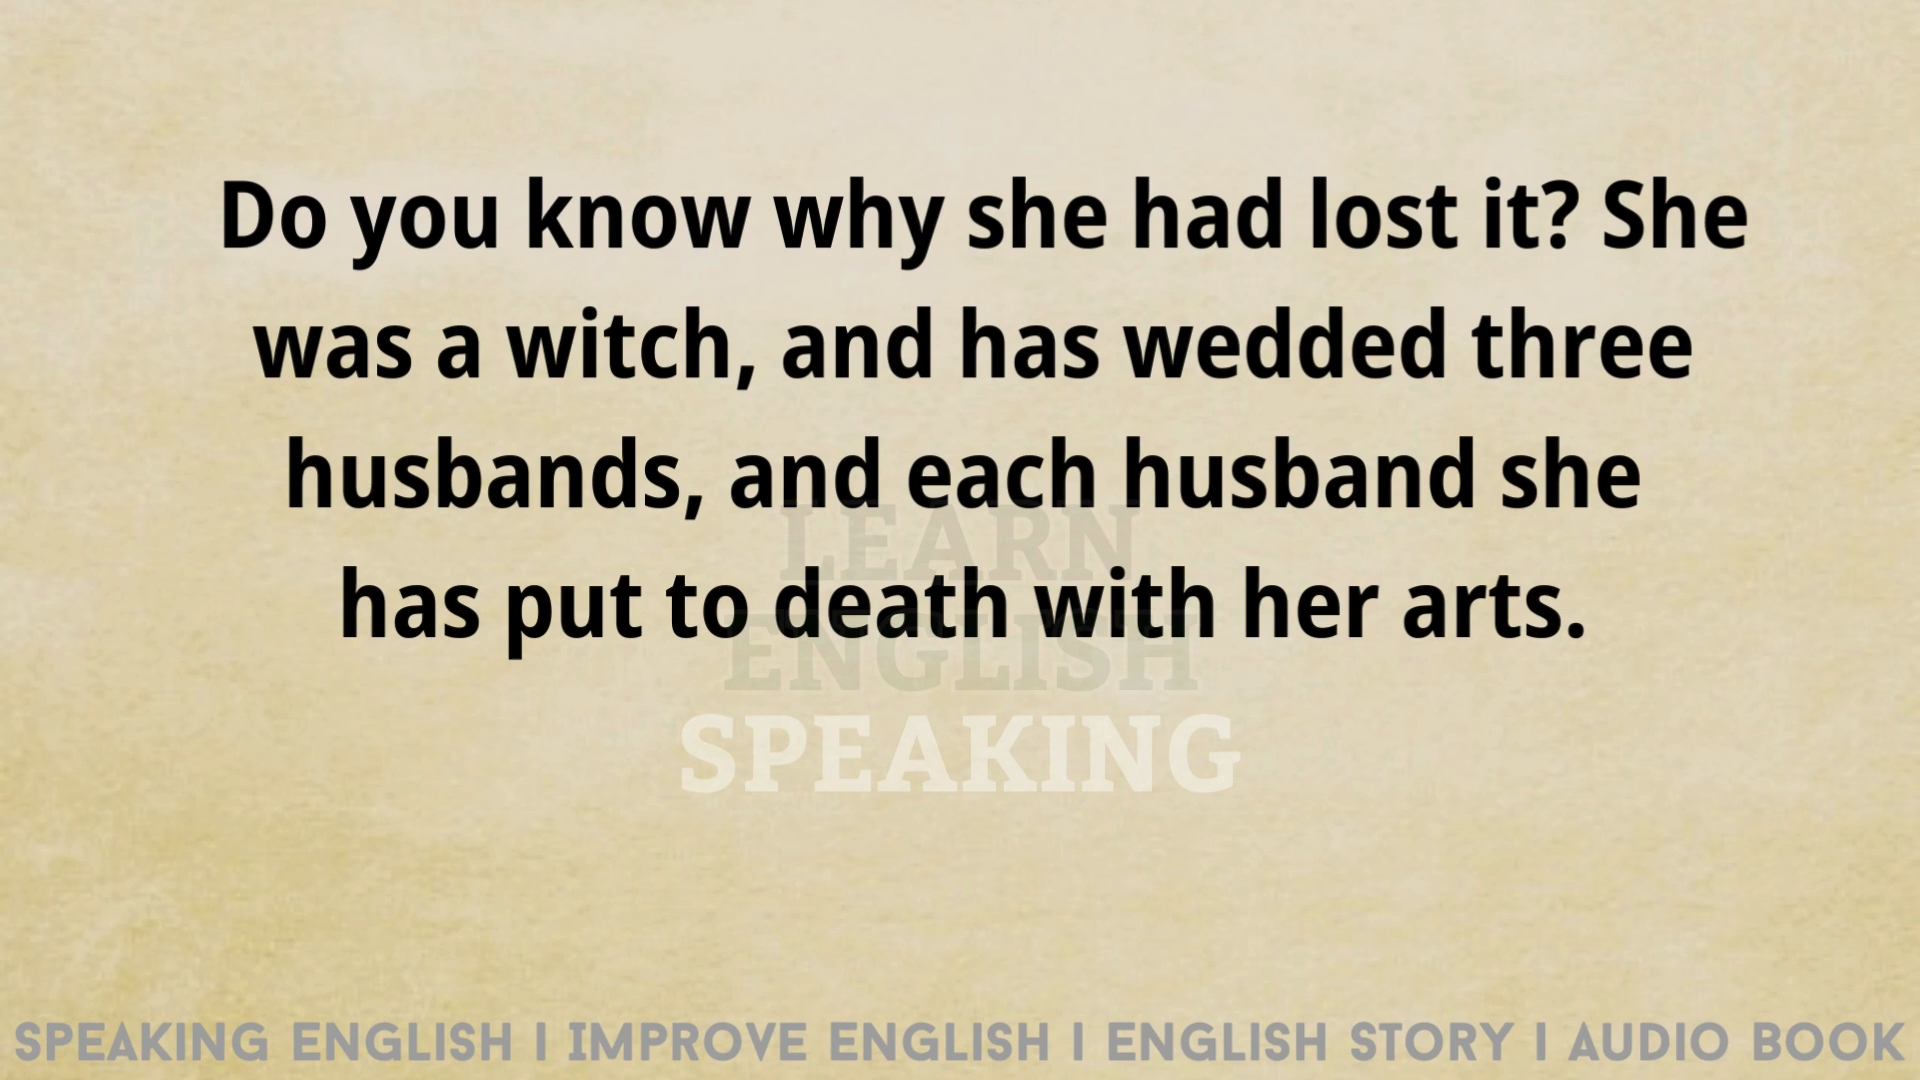 Do you know why she had lost it? She
was a witch, and has wedded three
husbands, and each husband she
has put to death with her arts.
LEARN
ENGLISH
SPEAKING
SPEAKING ENGLISH I IMPROVE ENGLISH I ENGLISH STORY I AUDIO BOOK